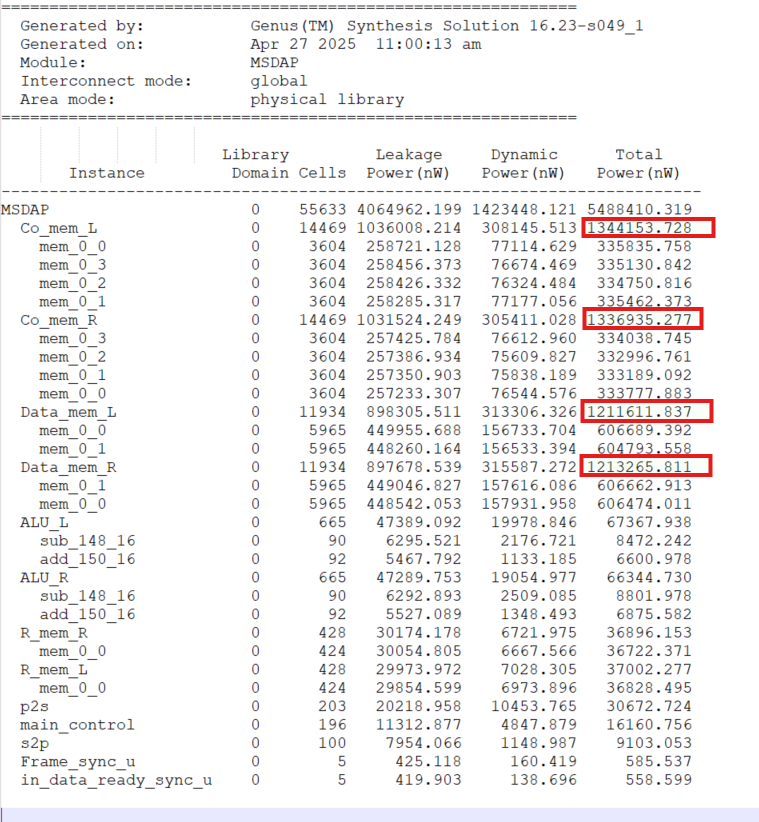 ============================================================
Generated by: Genus(TM) Synthesis Solution 16.23-s049_1
Generated on: Apr 27 2025 11:00:13 am
Module: MSDAP
Interconnect mode: global
Area mode: physical library
============================================================
Library Leakage Dynamic Total
Instance Domain Cells Power(nW) Power(nW) Power(nW)
-------------------------------------------------------------------------
MSDAP 0 55633 4064962.199 1423448.121 5488410.319
Co_mem_L 0 14469 1036008.214 308145.513 1344153.728
mem_0_0 0 3604 258721.128 77114.629 335835.758
mem_0_3 0 3604 258456.373 76674.469 335130.842
mem_0_2 0 3604 258426.332 76324.484 334750.816
mem_0_1 0 3604 258285.317 77177.056 335462.373
Co_mem_R 0 14469 1031524.249 305411.028 1336935.277
mem_0_3 0 3604 257425.784 76612.960 334038.745
mem_0_2 0 3604 257386.934 75609.827 332996.761
mem_0_1 0 3604 257350.903 75838.189 333189.092
mem_0_0 0 3604 257233.307 76544.576 333777.883
Data_mem_L 0 11934 898305.511 313306.326 1211611.837
mem_0_0 0 5965 449955.688 156733.704 606689.392
mem_0_1 0 5965 448260.164 156533.394 604793.558
Data_mem_R 0 11934 897678.539 315587.272 1213265.811
mem_0_1 0 5965 449046.827 157616.086 606662.913
mem_0_0 0 5965 448542.053 157931.958 606474.011
ALU_L 0 665 47389.092 19978.846 67367.938
sub_148_16 0 90 6295.521 2176.721 8472.242
add_150_16 0 92 5467.792 1133.185 6600.978
ALU_R 0 665 47289.753 19054.977 66344.730
sub_148_16 0 90 6292.893 2509.085 8801.978
add_150_16 0 92 5527.089 1348.493 6875.582
R_mem_R 0 428 30174.178 6721.975 36896.153
mem_0_0 0 424 30054.805 6667.566 36722.371
R_mem_L 0 428 29973.972 7028.305 37002.277
mem_0_0 0 424 29854.599 6973.896 36828.495
p2s 0 203 20218.958 10453.765 30672.724
main_control 0 196 11312.877 4847.879 16160.756
s2p 0 100 7954.066 1148.987 9103.053
Frame_sync_u 0 5 425.118 160.419 585.537
in_data_ready_sync_u 0 5 419.903 138.696 558.599